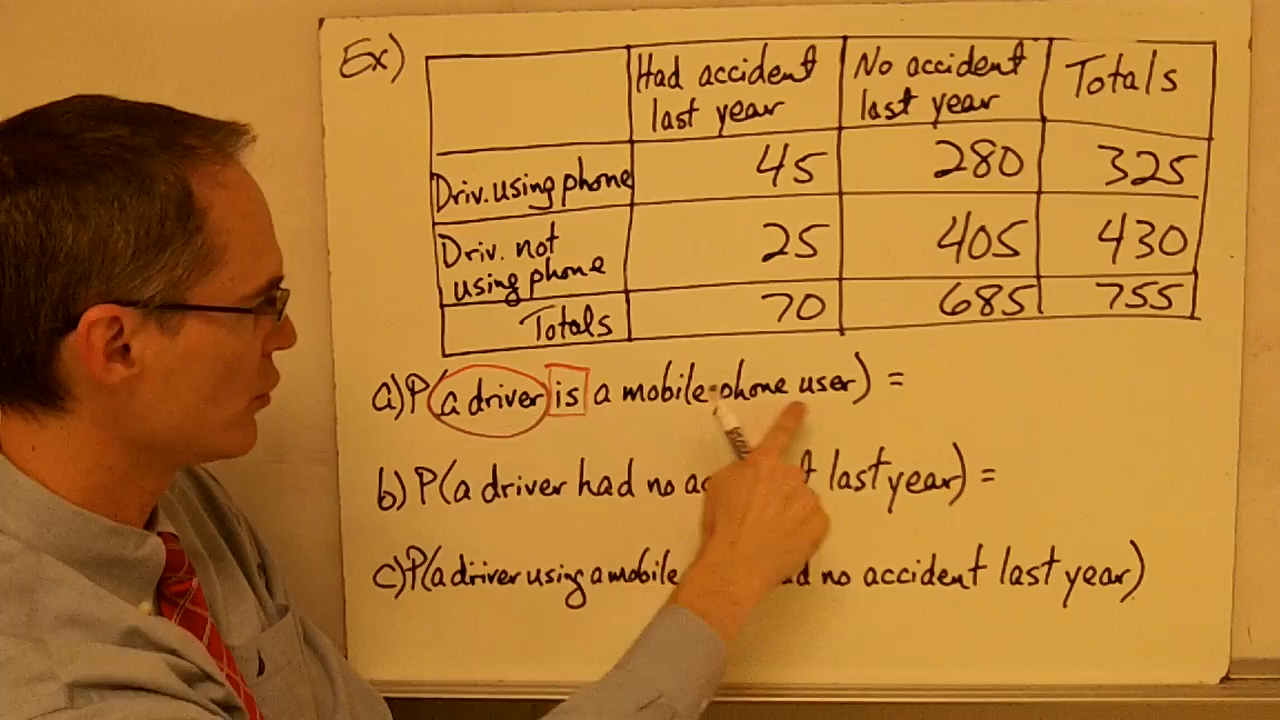 Ex)
Had accident last year
No accident last year
Totals
Driv. using phone 45 280 325
Driv. not using phone 25 405 430
Totals 70 685 755
a) P(a driver is a mobile phone user) =
b) P(a driver had no last year) =
c) P(a driver using a mobile no accident last year)